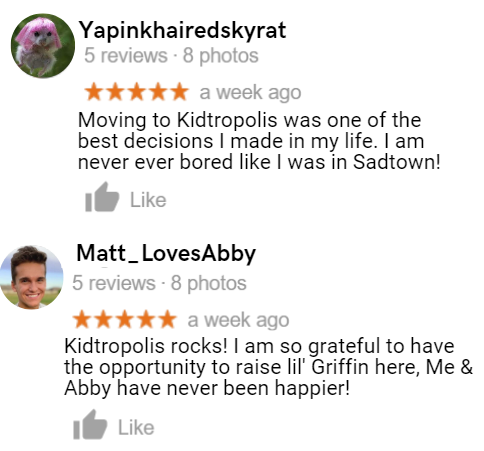 Yapinkhairedskyrat
5 reviews · 8 photos
a week ago
Moving to Kidtropolis was one of the
best decisions I made in my life. I am
never ever bored like I was in Sadtown!
Like
Matt_LovesAbby
5 reviews · 8 photos
a week ago
Kidtropolis rocks! I am so grateful to have
the opportunity to raise lil' Griffin here, Me &
Abby have never been happier!
Like